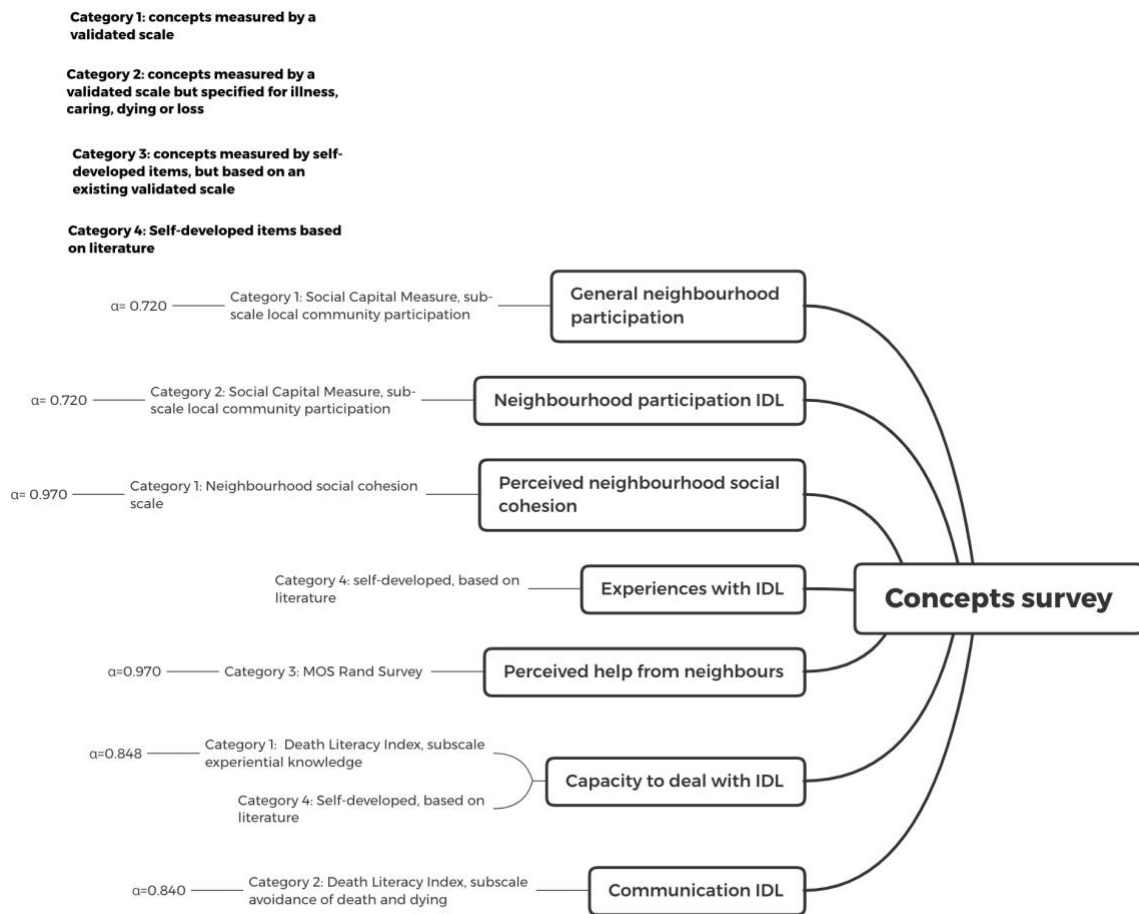 Category 1: concepts measured by a
validated scale
Category 2: concepts measured by a
validated scale but specified for illness,
caring, dying or loss
Category 3: concepts measured by self-
developed items, but based on an
existing validated scale
Category 4: Self-developed items based
on literature
α= 0.720
Category 1: Social Capital Measure, sub-
scale local community participation
General neighbourhood
participation
α= 0.720
Category 2: Social Capital Measure, sub-
scale local community participation
Neighbourhood participation IDL
α= 0.970
Category 1: Neighbourhood social cohesion
scale
Perceived neighbourhood social
cohesion
Category 4: self-developed, based on
literature
Experiences with IDL
Concepts survey
α=0.970
Category 3: MOS Rand Survey
Perceived help from neighbours
α=0.848
Category 1: Death Literacy Index, subscale
experiential knowledge
Category 4: Self-developed, based on
literature
Capacity to deal with IDL
α=0.840
Category 2: Death Literacy Index, subscale
avoidance of death and dying
Communication IDL